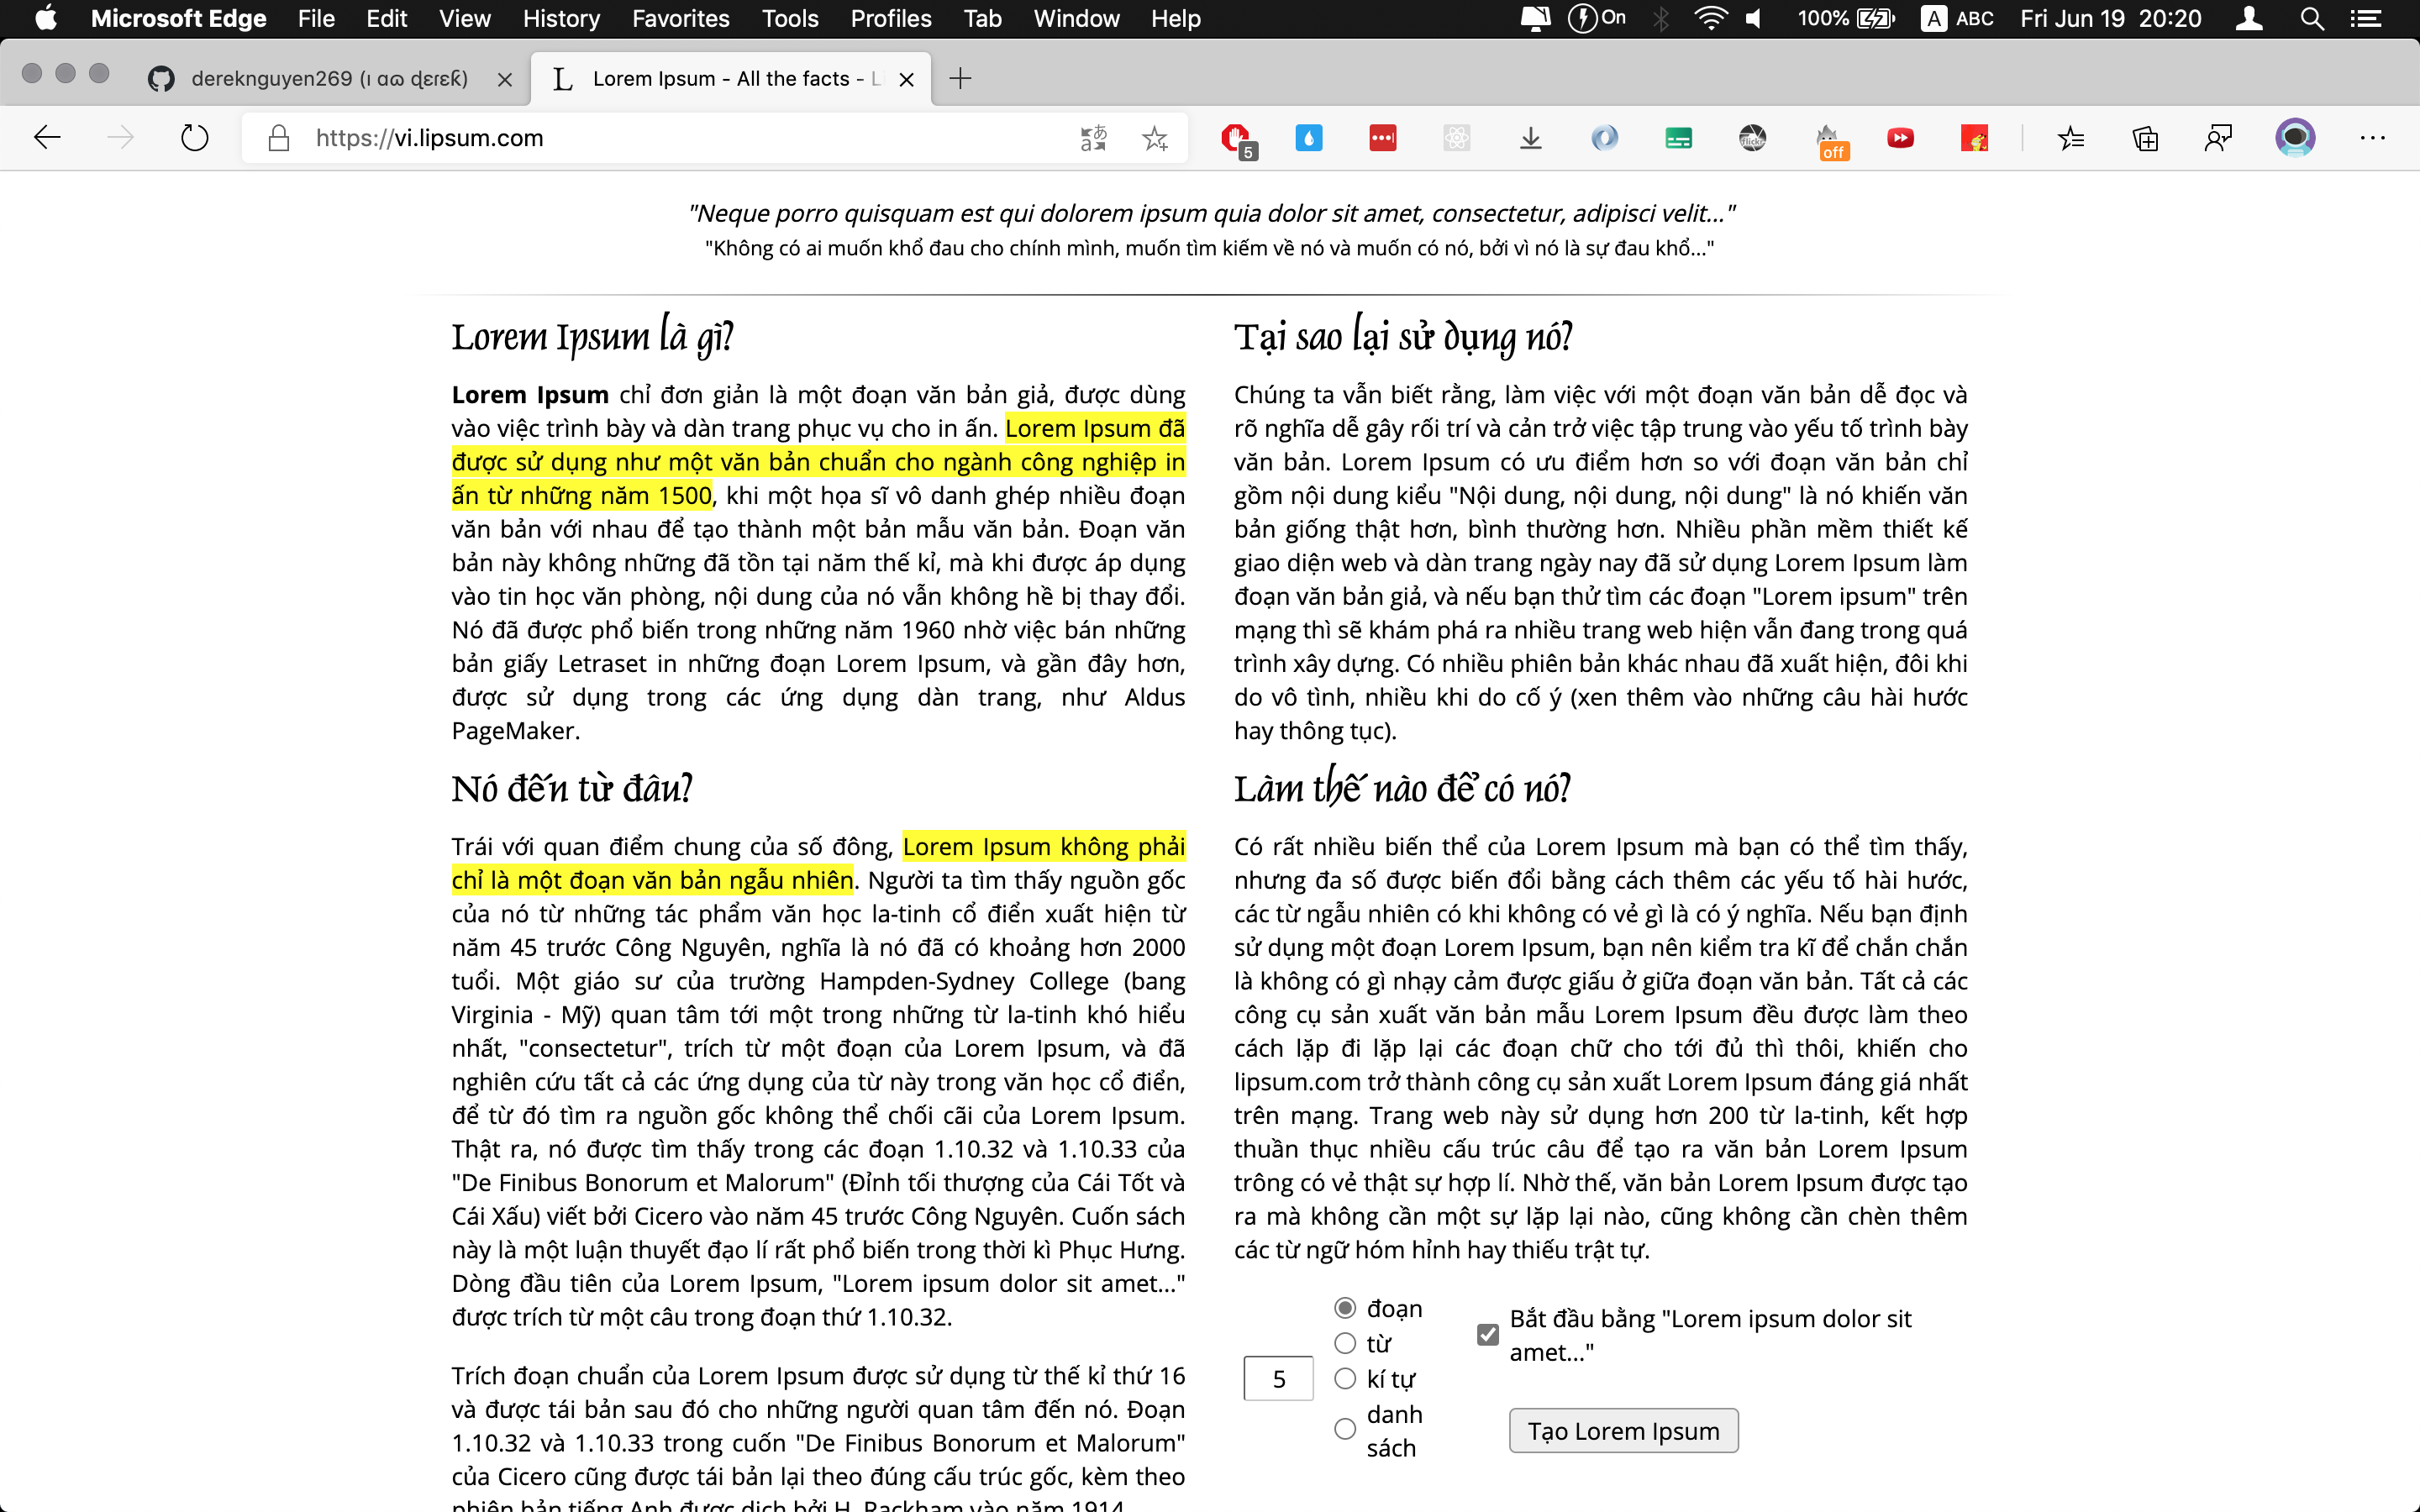 Microsoft Edge File Edit View History Favorites Tools Profiles Tab Window Help On 100% A ABC Fri Jun 19 20:20
dereknguyen269 Lorem Ipsum - All the facts -
https://vi.lipsum.com 5 flickr off
"Neque porro quisquam est qui dolorem ipsum quia dolor sit amet, consectetur, adipisci velit..."
"Không có ai muốn khổ đau cho chính mình, muốn tìm kiếm về nó và muốn có nó, bởi vì nó là sự đau khổ..."
Lorem Ipsum là gì?
Lorem Ipsum chỉ đơn giản là một đoạn văn bản giả, được dùng
vào việc trình bày và dàn trang phục vụ cho in ấn. Lorem Ipsum đã
được sử dụng như một văn bản chuẩn cho ngành công nghiệp in
ấn từ những năm 1500, khi một họa sĩ vô danh ghép nhiều đoạn
văn bản với nhau để tạo thành một bản mẫu văn bản. Đoạn văn
bản này không những đã tồn tại năm thế kỉ, mà khi được áp dụng
vào tin học văn phòng, nội dung của nó vẫn không hề bị thay đổi.
Nó đã được phổ biến trong những năm 1960 nhờ việc bán những
bản giấy Letraset in những đoạn Lorem Ipsum, và gần đây hơn,
được sử dụng trong các ứng dụng dàn trang, như Aldus
PageMaker.
Tại sao lại sử dụng nó?
Chúng ta vẫn biết rằng, làm việc với một đoạn văn bản dễ đọc và
rõ nghĩa dễ gây rối trí và cản trở việc tập trung vào yếu tố trình bày
văn bản. Lorem Ipsum có ưu điểm hơn so với đoạn văn bản chỉ
gồm nội dung kiểu "Nội dung, nội dung, nội dung" là nó khiến văn
bản giống thật hơn, bình thường hơn. Nhiều phần mềm thiết kế
giao diện web và dàn trang ngày nay đã sử dụng Lorem Ipsum làm
đoạn văn bản giả, và nếu bạn thử tìm các đoạn "Lorem ipsum" trên
mạng thì sẽ khám phá ra nhiều trang web hiện vẫn đang trong quá
trình xây dựng. Có nhiều phiên bản khác nhau đã xuất hiện, đôi khi
do vô tình, nhiều khi do cố ý (xen thêm vào những câu hài hước
hay thông tục).
Nó đến từ đâu?
Trái với quan điểm chung của số đông, Lorem Ipsum không phải
chỉ là một đoạn văn bản ngẫu nhiên. Người ta tìm thấy nguồn gốc
của nó từ những tác phẩm văn học la-tinh cổ điển xuất hiện từ
năm 45 trước Công Nguyên, nghĩa là nó đã có khoảng hơn 2000
tuổi. Một giáo sư của trường Hampden-Sydney College (bang
Virginia - Mỹ) quan tâm tới một trong những từ la-tinh khó hiểu
nhất, "consectetur", trích từ một đoạn của Lorem Ipsum, và đã
nghiên cứu tất cả các ứng dụng của từ này trong văn học cổ điển,
để từ đó tìm ra nguồn gốc không thể chối cãi của Lorem Ipsum.
Thật ra, nó được tìm thấy trong các đoạn 1.10.32 và 1.10.33 của
"De Finibus Bonorum et Malorum" (Đỉnh tối thượng của Cái Tốt và
Cái Xấu) viết bởi Cicero vào năm 45 trước Công Nguyên. Cuốn sách
này là một luận thuyết đạo lí rất phổ biến trong thời kì Phục Hưng.
Dòng đầu tiên của Lorem Ipsum, "Lorem ipsum dolor sit amet..."
được trích từ một câu trong đoạn thứ 1.10.32.
Trích đoạn chuẩn của Lorem Ipsum được sử dụng từ thế kỉ thứ 16
và được tái bản sau đó cho những người quan tâm đến nó. Đoạn
1.10.32 và 1.10.33 trong cuốn "De Finibus Bonorum et Malorum"
của Cicero cũng được tái bản lại theo đúng cấu trúc gốc, kèm theo
phiên bản tiếng Anh được dịch bởi H. Rackham vào năm 1914.
Làm thế nào để có nó?
Có rất nhiều biến thể của Lorem Ipsum mà bạn có thể tìm thấy,
nhưng đa số được biến đổi bằng cách thêm các yếu tố hài hước,
các từ ngẫu nhiên có khi không có vẻ gì là có ý nghĩa. Nếu bạn định
sử dụng một đoạn Lorem Ipsum, bạn nên kiểm tra kĩ để chắn chắn
là không có gì nhạy cảm được giấu ở giữa đoạn văn bản. Tất cả các
công cụ sản xuất văn bản mẫu Lorem Ipsum đều được làm theo
cách lặp đi lặp lại các đoạn chữ cho tới đủ thì thôi, khiến cho
lipsum.com trở thành công cụ sản xuất Lorem Ipsum đáng giá nhất
trên mạng. Trang web này sử dụng hơn 200 từ la-tinh, kết hợp
thuần thục nhiều cấu trúc câu để tạo ra văn bản Lorem Ipsum
trông có vẻ thật sự hợp lí. Nhờ thế, văn bản Lorem Ipsum được tạo
ra mà không cần một sự lặp lại nào, cũng không cần chèn thêm
các từ ngữ hóm hỉnh hay thiếu trật tự.
5
đoạn
từ
kí tự
danh
sách
Bắt đầu bằng "Lorem ipsum dolor sit
amet..."
Tạo Lorem Ipsum